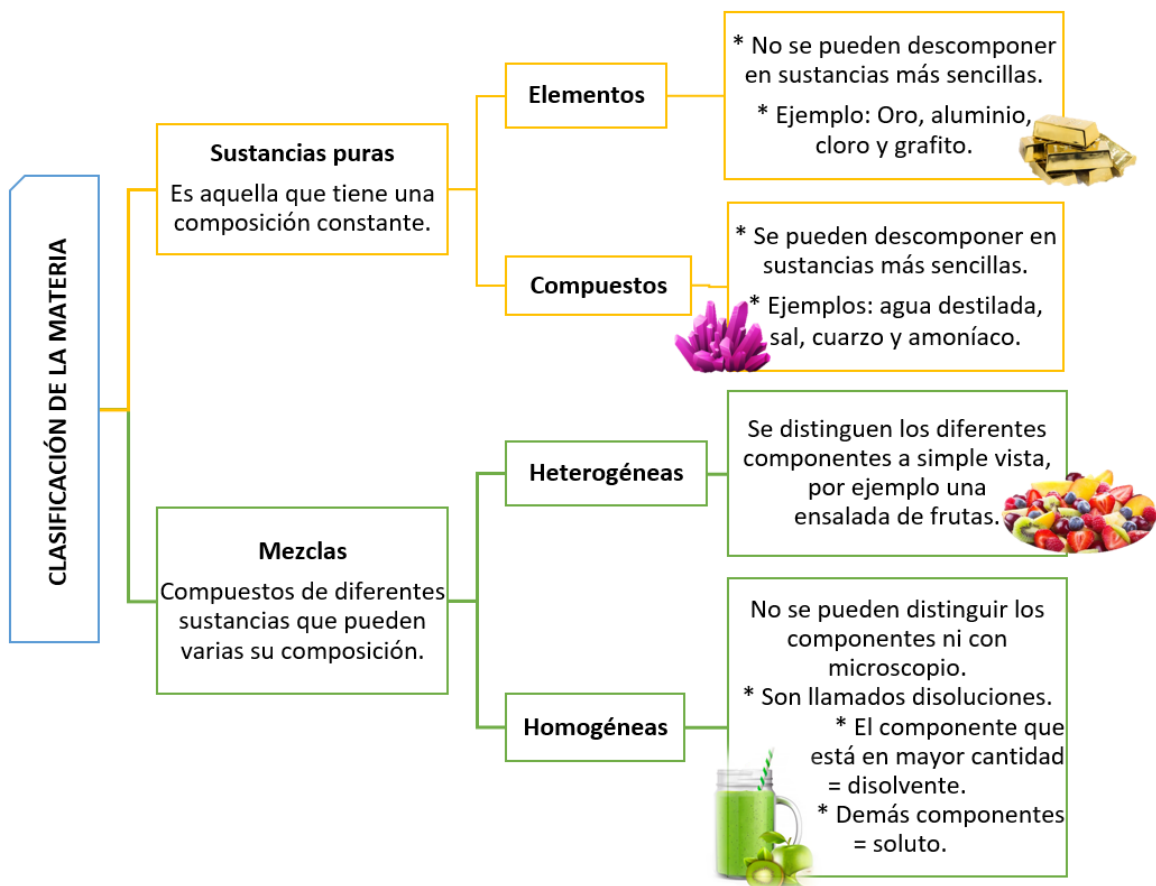 CLASIFICACIÓN DE LA MATERIA
Sustancias puras
Es aquella que tiene una
composición constante.
Elementos
* No se pueden descomponer
en sustancias más sencillas.
* Ejemplo: Oro, aluminio,
cloro y grafito.
Compuestos
* Se pueden descomponer en
sustancias más sencillas.
* Ejemplos: agua destilada,
sal, cuarzo y amoníaco.
Mezclas
Compuestos de diferentes
sustancias que pueden
varias su composición.
Heterogéneas
Se distinguen los diferentes
componentes a simple vista,
por ejemplo una
ensalada de frutas.
Homogéneas
No se pueden distinguir los
componentes ni con
microscopio.
* Son llamados disoluciones.
* El componente que
está en mayor cantidad
= disolvente.
* Demás componentes
= soluto.